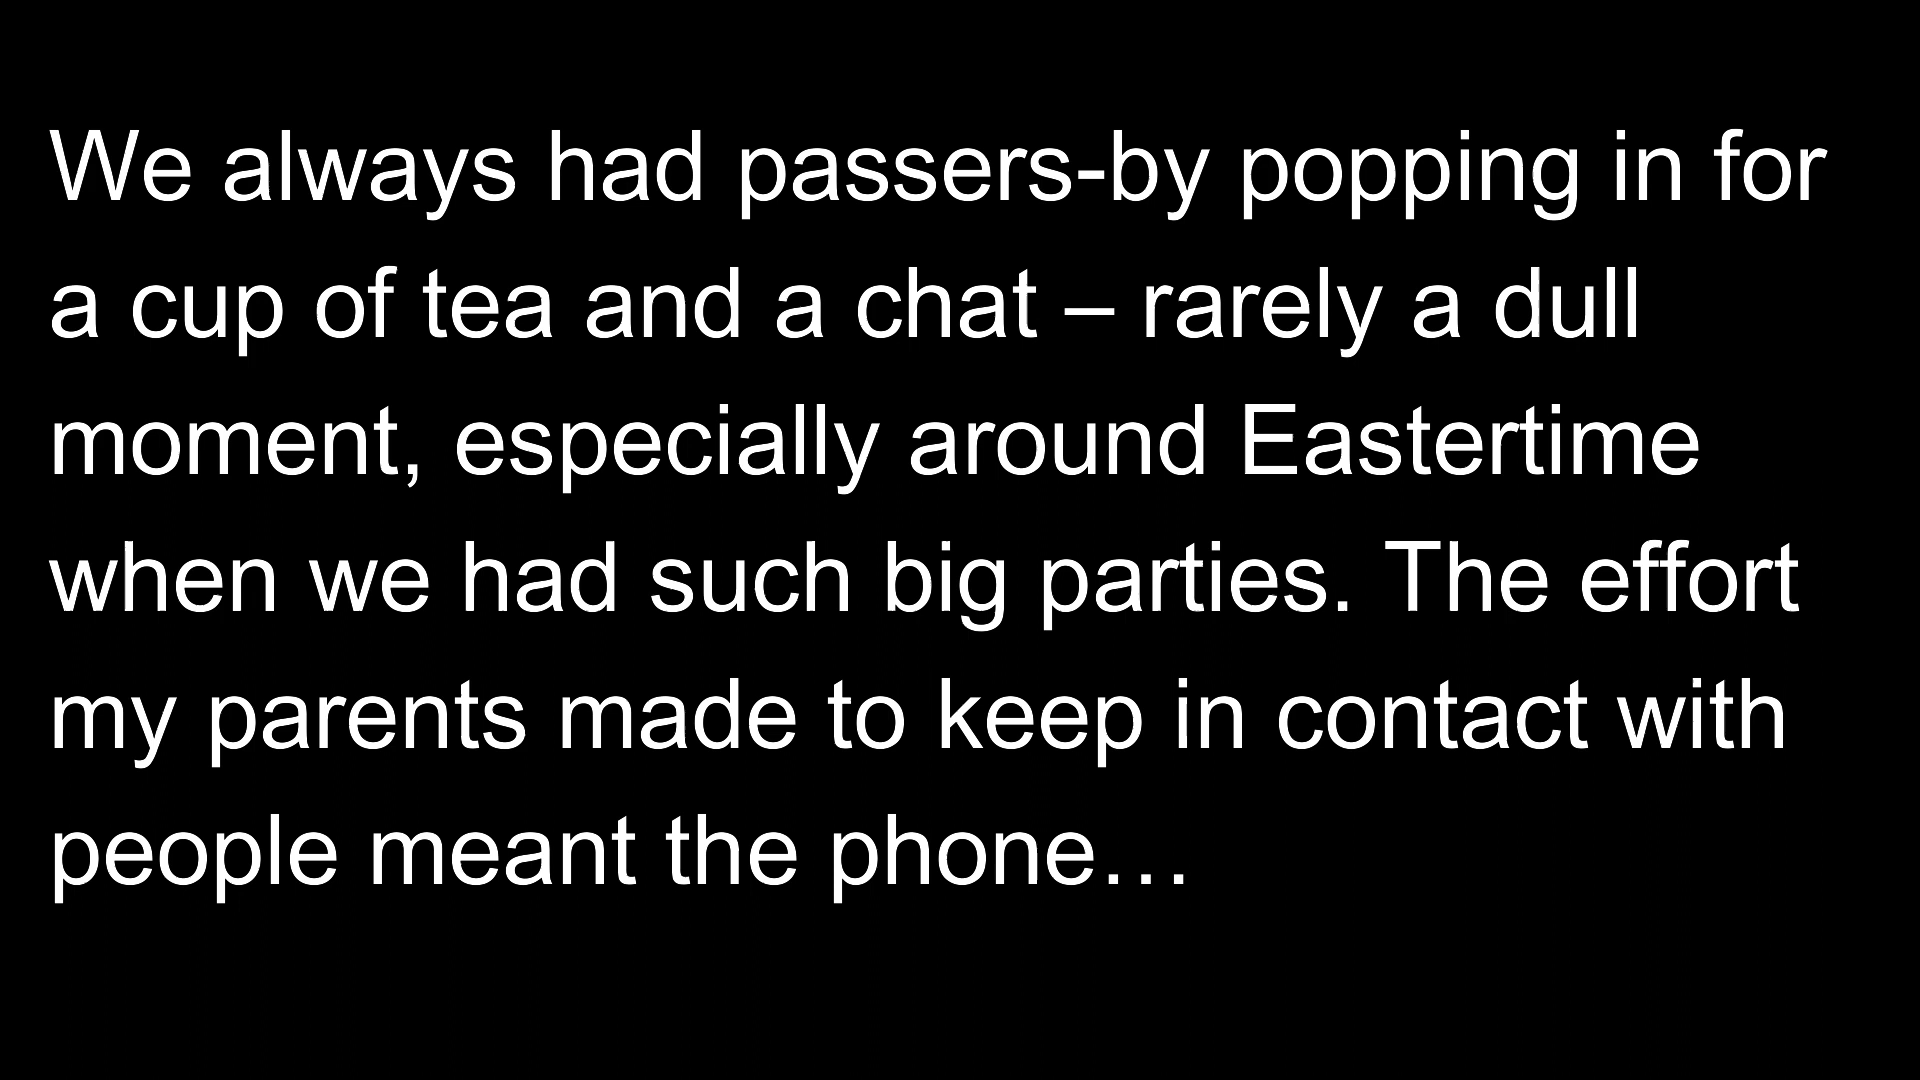 We always had passers-by popping in for
a cup of tea and a chat – rarely a dull
moment, especially around Eastertime
when we had such big parties. The effort
my parents made to keep in contact with
people meant the phone…